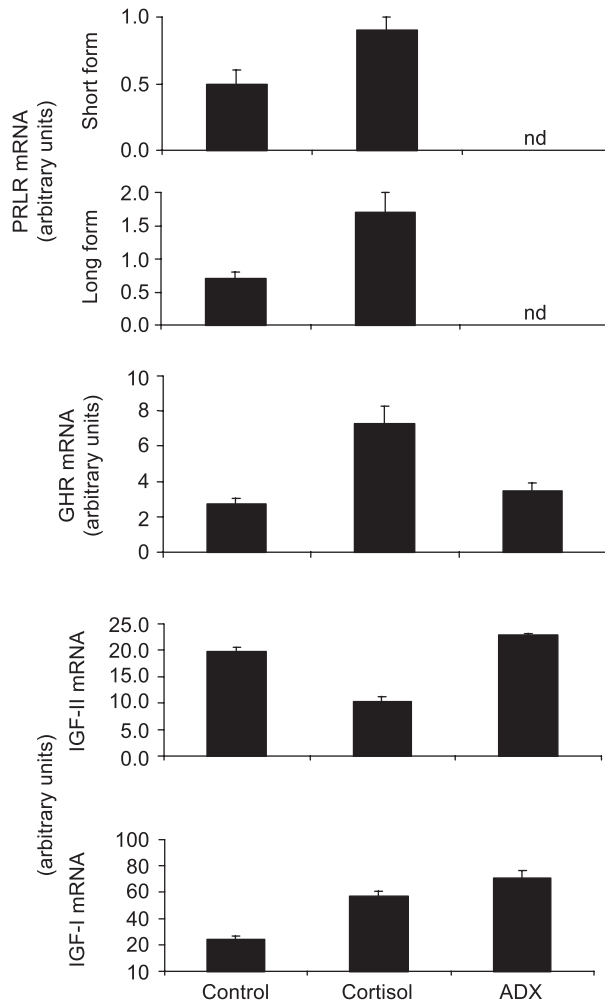 PRLR mRNA
(arbitrary units)
Short form
1.0
0.5
0.0
nd
Long form
2.0
1.5
1.0
0.5
0.0
nd
GHR mRNA
(arbitrary units)
10
8
6
4
2
0
(arbitrary units)
IGF-II mRNA
25.0
20.0
15.0
10.0
5.0
0.0
IGF-I mRNA
100
80
60
40
20
10
Control Cortisol ADX